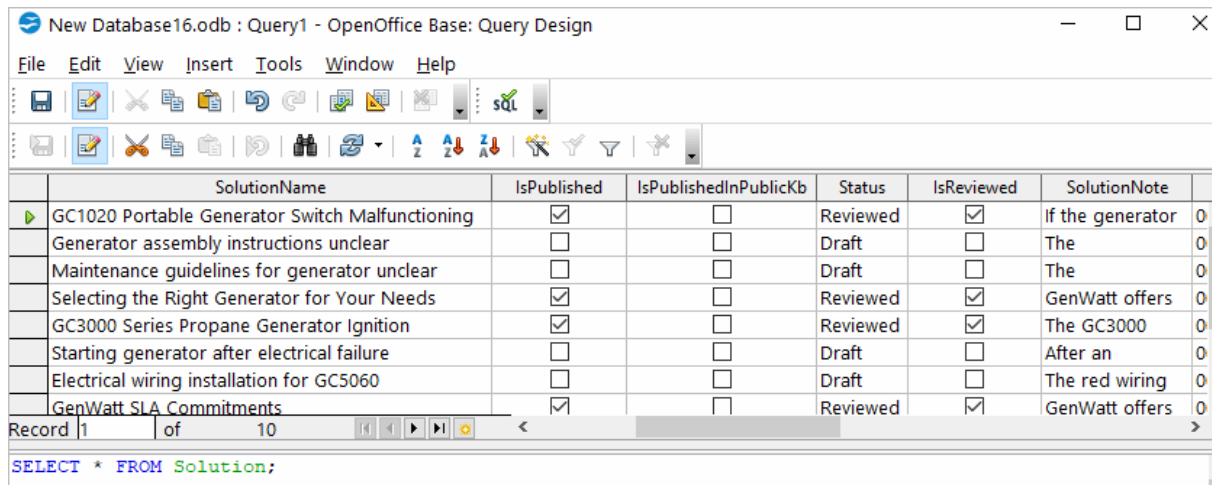 New Database16.odb : Query1 - OpenOffice Base: Query Design
File Edit View Insert Tools Window Help
SQL
SolutionName IsPublished IsPublishedInPublicKb Status IsReviewed SolutionNote
GC1020 Portable Generator Switch Malfunctioning Reviewed If the generator
Generator assembly instructions unclear Draft The
Maintenance guidelines for generator unclear Draft The
Selecting the Right Generator for Your Needs Reviewed GenWatt offers
GC3000 Series Propane Generator Ignition Reviewed The GC3000
Starting generator after electrical failure Draft After an
Electrical wiring installation for GC5060 Draft The red wiring
GenWatt SLA Commitments Reviewed GenWatt offers
Record 1 of 10
SELECT * FROM Solution;